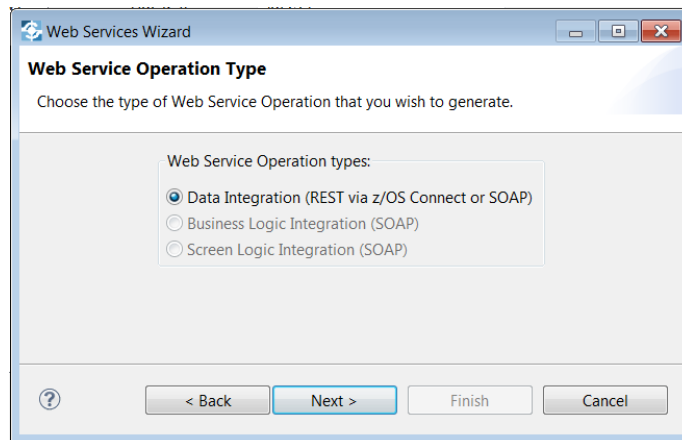 Web Services Wizard
Web Service Operation Type
Choose the type of Web Service Operation that you wish to generate.
Web Service Operation types:
Data Integration (REST via z/OS Connect or SOAP)
Business Logic Integration (SOAP)
Screen Logic Integration (SOAP)
? < Back Next > Finish Cancel